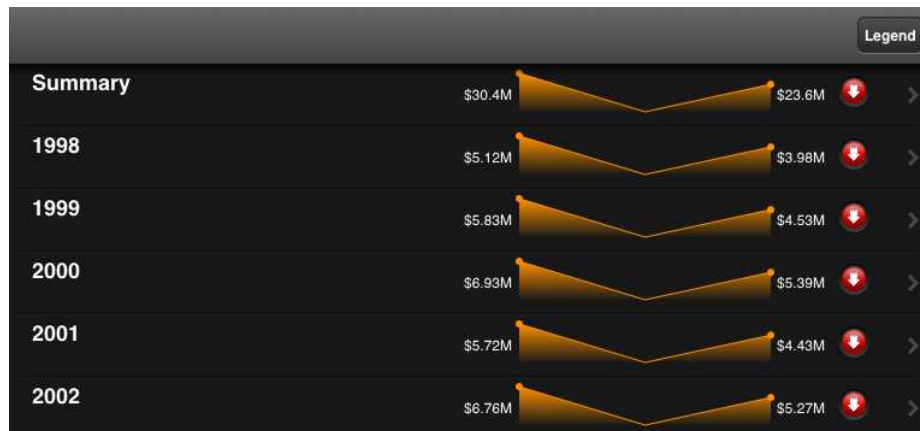 Legend
Summary
$30.4M $23.6M
1998
$5.12M $3.98M
1999
$5.83M $4.53M
2000
$6.93M $5.39M
2001
$5.72M $4.43M
2002
$6.76M $5.27M